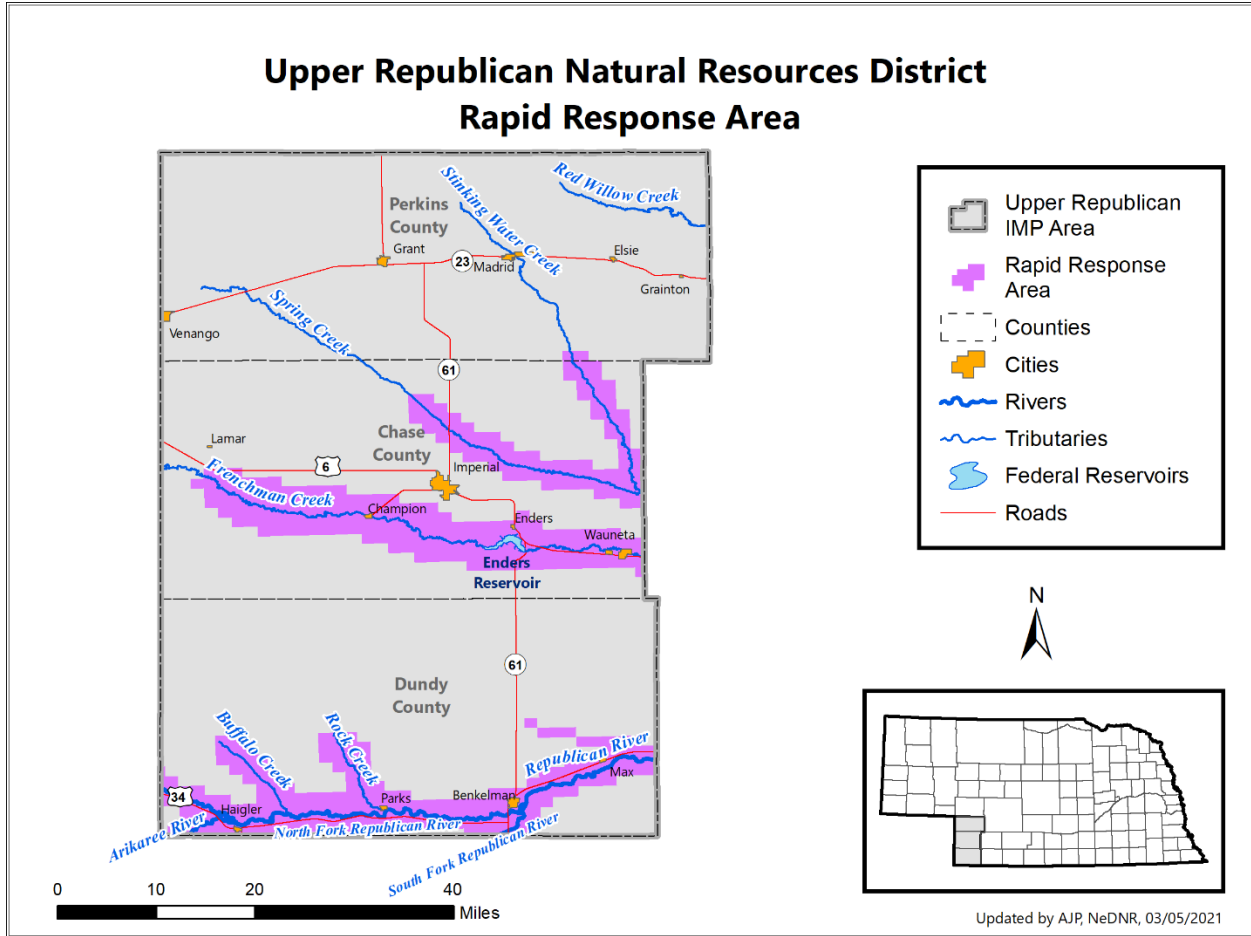 Upper Republican Natural Resources District
Rapid Response Area
Red Willow Creek
Stinking Water Creek
Perkins
County
Grant
23
Madrid
Elsie
Grainton
Spring Creek
Venango
61
Lamar
Chase
County
6
Imperial
Frenchman Creek
Champion
Enders
Wauneta
Enders
Reservoir
61
Dundy
County
Buffalo Creek
Rock Creek
Republican River
Max
34
Haigler
Parks
Benkelman
North Fork Republican River
Arikaree River
South Fork Republican River
Upper Republican
IMP Area
Rapid Response
Area
Counties
Cities
Rivers
Tributaries
Federal Reservoirs
Roads
N
0 10 20 40
Miles
Updated by AJP, NeDNR, 03/05/2021